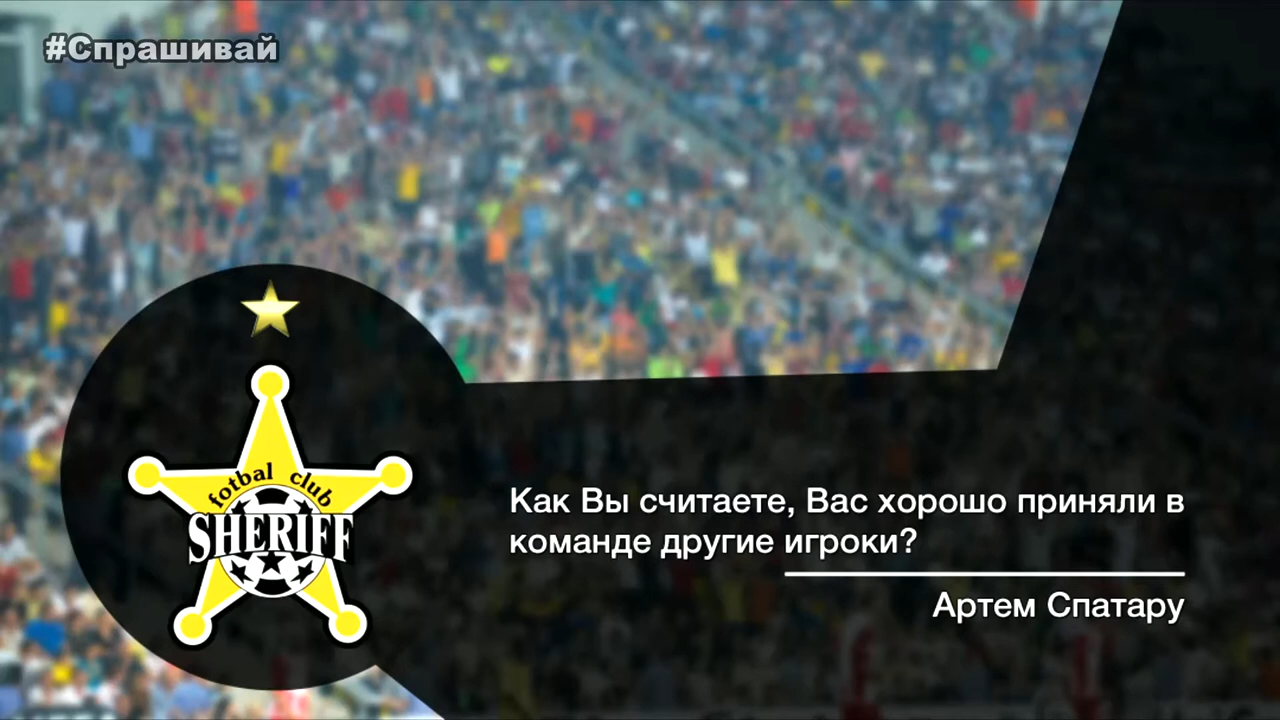 #Спрашивай
fotbal club
SHERIFF
Как Вы считаете, Вас хорошо приняли в
команде другие игроки?
Артем Спатару